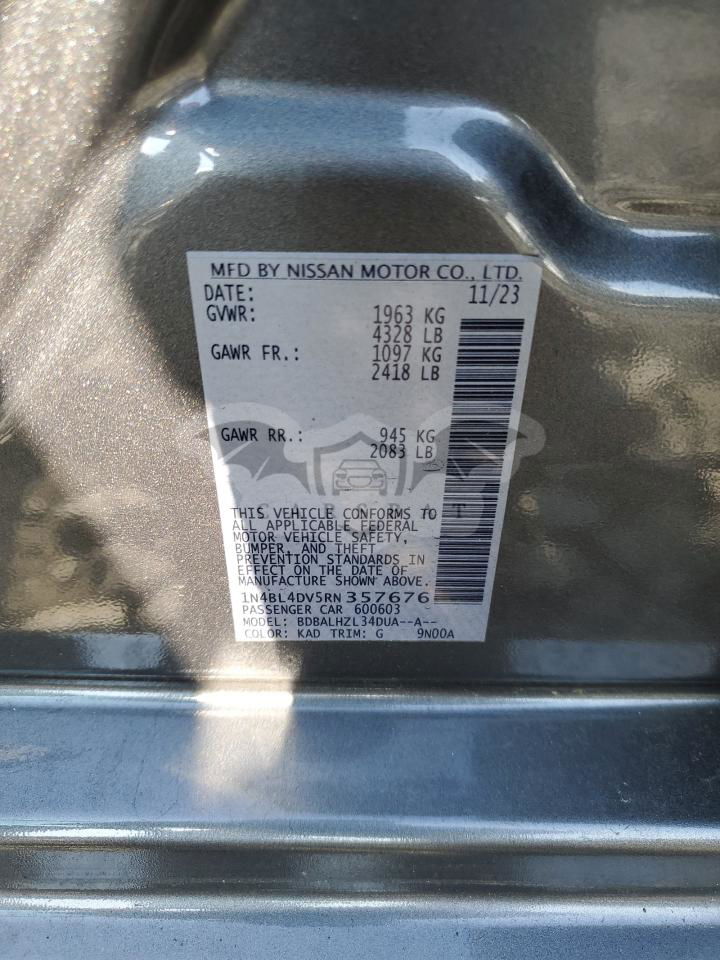 MFD BY NISSAN MOTOR CO., LTD.
DATE: 11/23
GVWR: 1963 KG
4328 LB
GAWR FR.: 1097 KG
2418 LB
GAWR RR.: 945 KG
2083 LB
THIS VEHICLE CONFORMS TO
ALL APPLICABLE FEDERAL
MOTOR VEHICLE SAFETY,
BUMPER, AND THEFT
PREVENTION STANDARDS IN
EFFECT ON THE DATE OF
MANUFACTURE SHOWN ABOVE.
1N4BL4DV5RN357676
PASSENGER CAR 600603
MODEL: BDBALHZL34DUA--A--
COLOR: KAD TRIM: G 9N00A